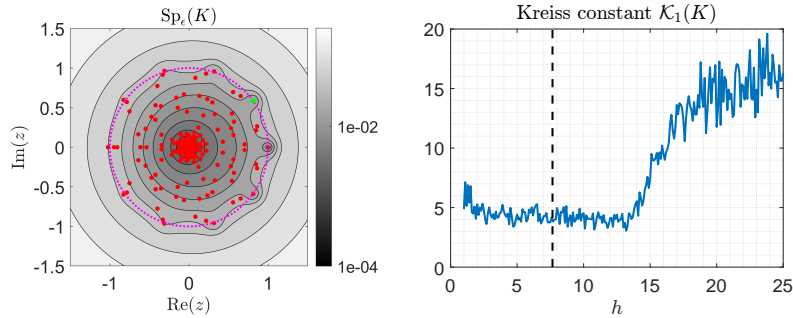 Sp_ε(K)
1.5
1
0.5
0
-0.5
-1
-1.5
-1 0 1
Re(z)
Im(z)
1e-02
1e-04
Kreiss constant 𝒦₁(K)
20
15
10
5
0
0 5 10 15 20 25
h